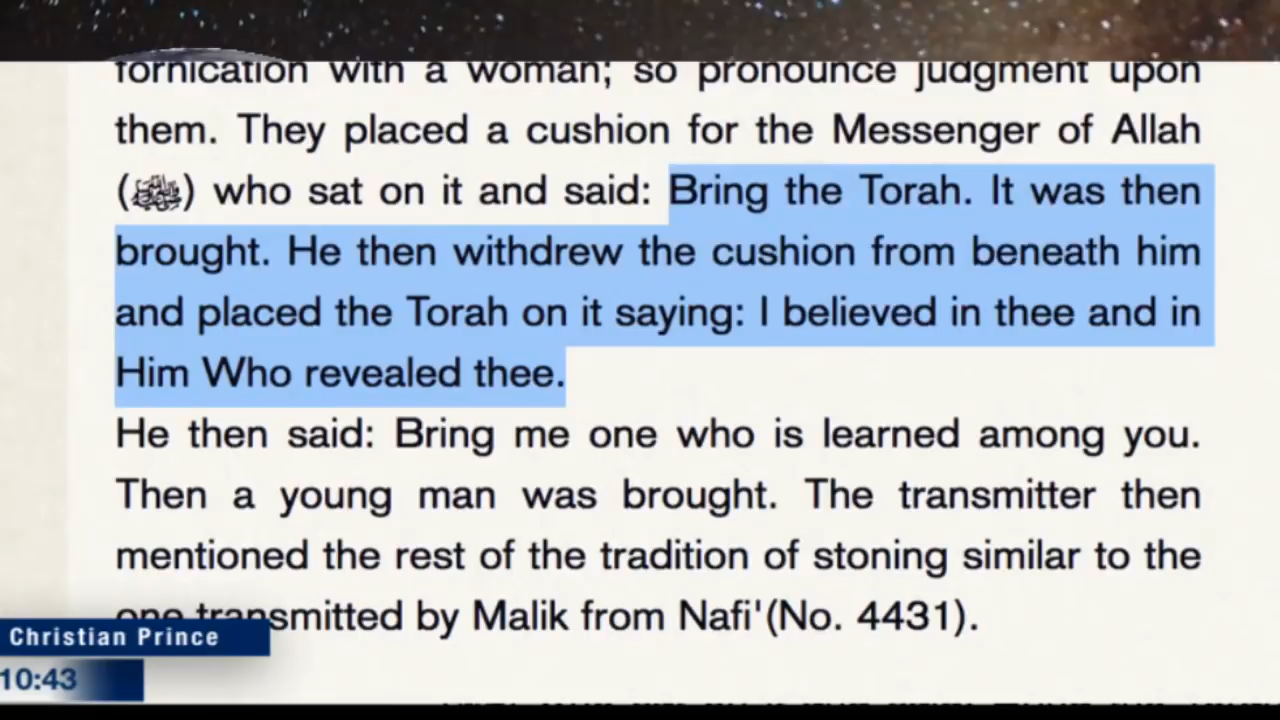 fornication with a woman; so pronounce judgment upon
them. They placed a cushion for the Messenger of Allah
(ﷺ) who sat on it and said: Bring the Torah. It was then
brought. He then withdrew the cushion from beneath him
and placed the Torah on it saying: I believed in thee and in
Him Who revealed thee.
He then said: Bring me one who is learned among you.
Then a young man was brought. The transmitter then
mentioned the rest of the tradition of stoning similar to the
one transmitted by Malik from Nafi'(No. 4431).
Christian Prince
10:43